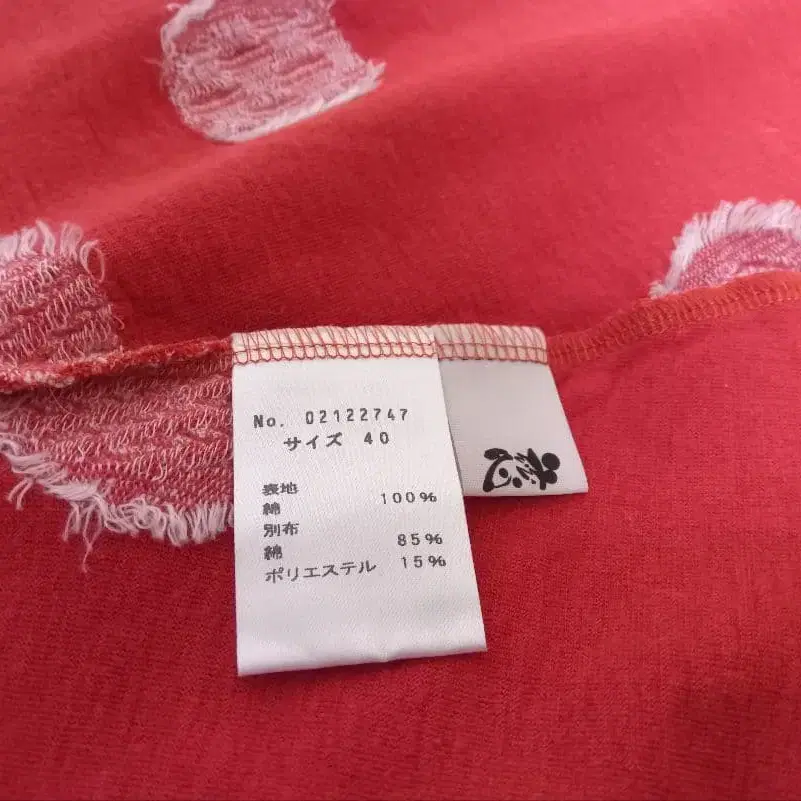 No. 02122747
サイズ 40
表地
綿 100%
別布
綿 85%
ポリエステル 15%